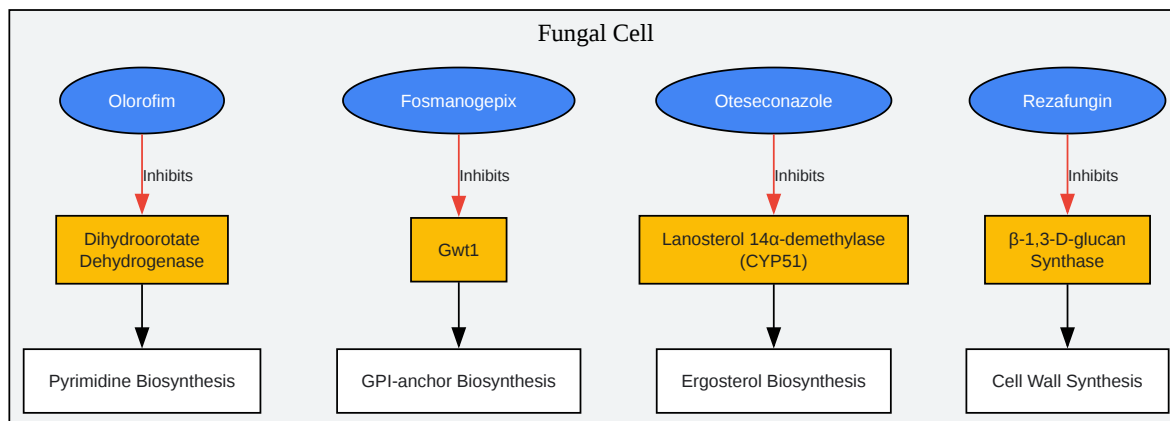 Fungal Cell
Olorofim
Fosmanogepix
Oteseconazole
Rezafungin
Inhibits
Inhibits
Inhibits
Inhibits
Dihydroorotate
Dehydrogenase
Gwt1
Lanosterol 14α-demethylase
(CYP51)
β-1,3-D-glucan
Synthase
Pyrimidine Biosynthesis
GPI-anchor Biosynthesis
Ergosterol Biosynthesis
Cell Wall Synthesis